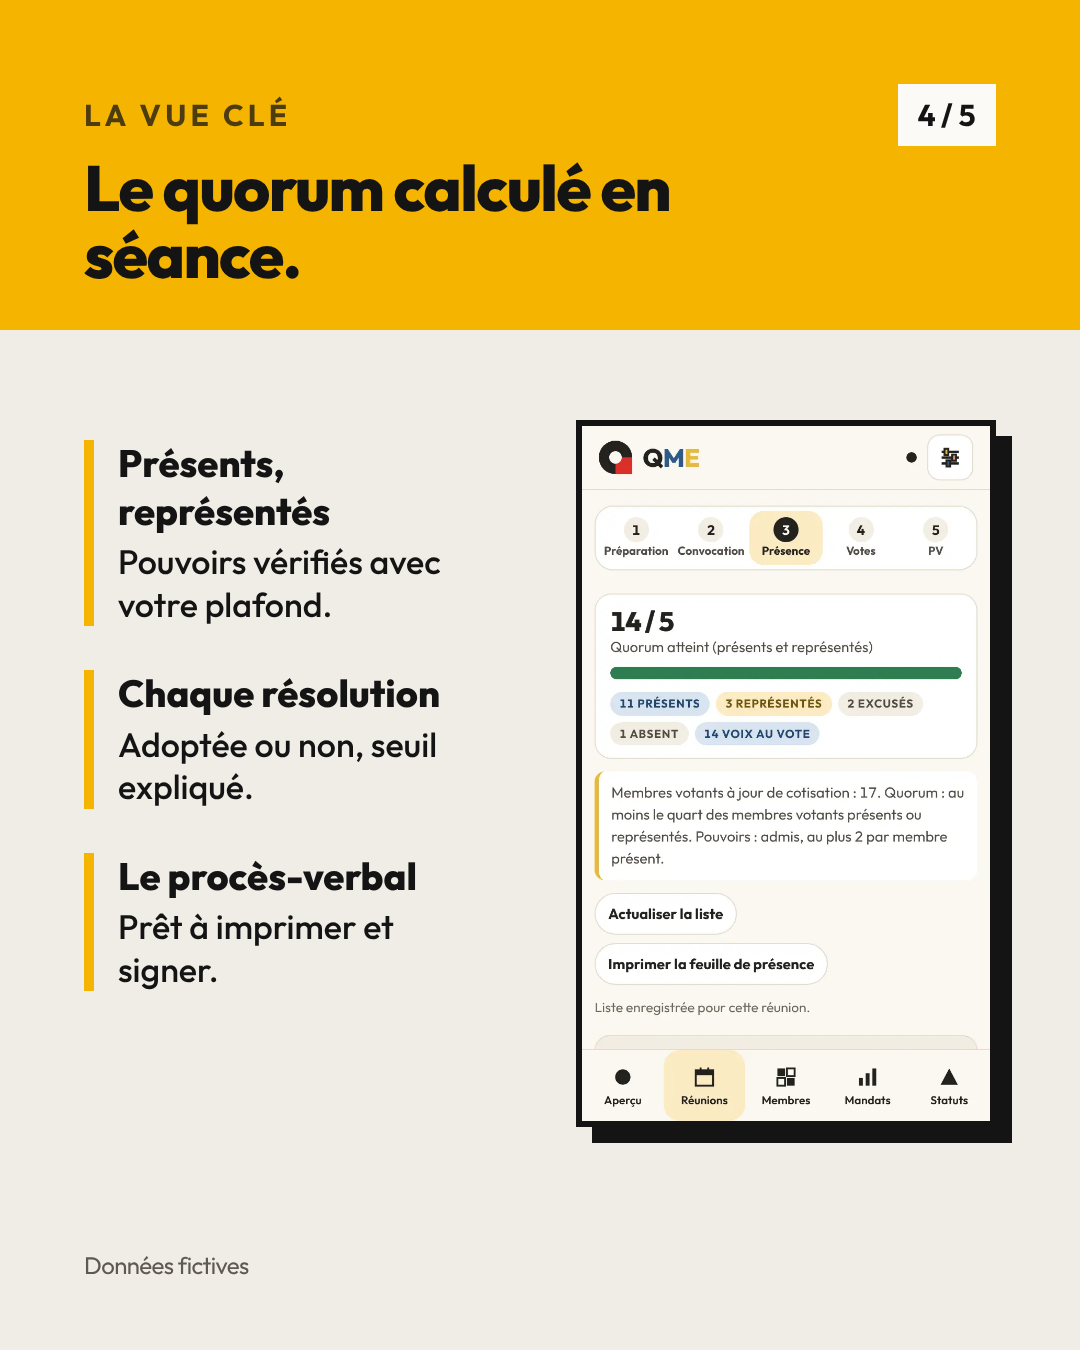 LA VUE CLÉ
4 / 5
Le quorum calculé en
séance.
Présents,
représentés
Pouvoirs vérifiés avec
votre plafond.
Chaque résolution
Adoptée ou non, seuil
expliqué.
Le procès-verbal
Prêt à imprimer et
signer.
QME
1 2 3 4 5
Préparation Convocation Présence Votes PV
14 / 5
Quorum atteint (présents et représentés)
11 PRÉSENTS 3 REPRÉSENTÉS 2 EXCUSÉS
1 ABSENT 14 VOIX AU VOTE
Membres votants à jour de cotisation : 17. Quorum : au
moins le quart des membres votants présents ou
représentés. Pouvoirs : admis, au plus 2 par membre
présent.
Actualiser la liste
Imprimer la feuille de présence
Liste enregistrée pour cette réunion.
Aperçu Réunions Membres Mandats Statuts
Données fictives